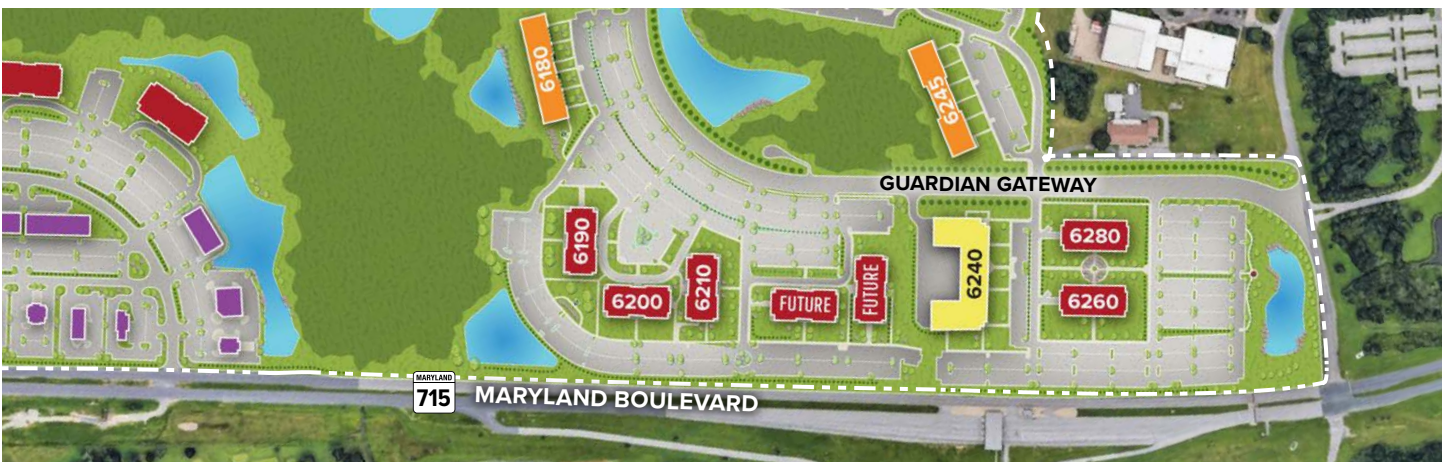 6180
6245
GUARDIAN GATEWAY
6190
6200
6210
FUTURE
FUTURE
6240
6280
6260
MARYLAND
715
MARYLAND BOULEVARD